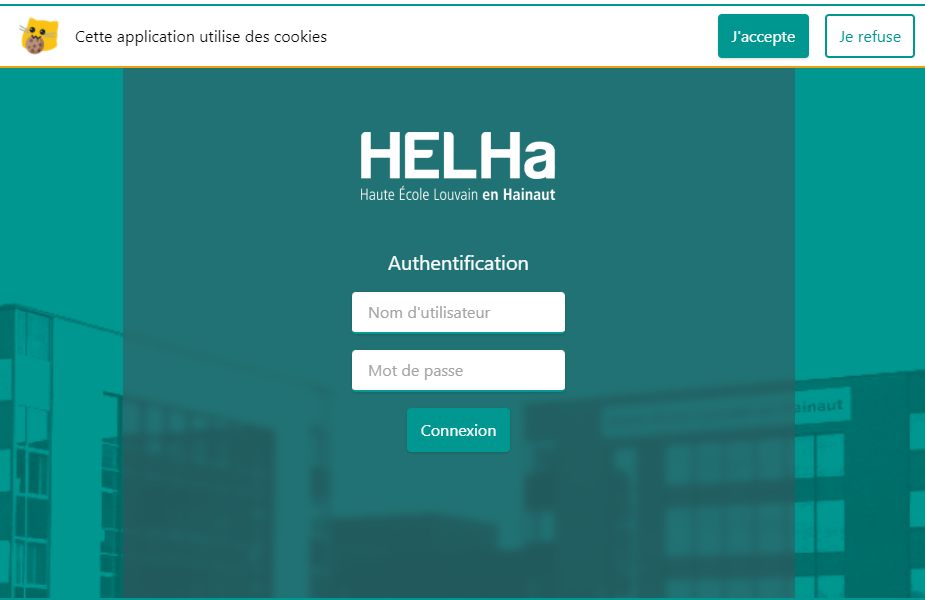 Cette application utilise des cookies
J'accepte
Je refuse
HELHa
Haute École Louvain en Hainaut
Authentification
Nom d'utilisateur
Mot de passe
Connexion
Hainaut